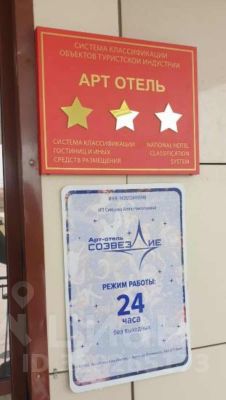 СИСТЕМА КЛАССИФИКАЦИИ
ОБЪЕКТОВ ТУРИСТСКОЙ ИНДУСТРИИ
АРТ ОТЕЛЬ
СИСТЕМА КЛАССИФИКАЦИИ
ГОСТИНИЦ И ИНЫХ
СРЕДСТВ РАЗМЕЩЕНИЯ
NATIONAL HOTEL
CLASSIFICATION
SYSTEM
Арт-отель
СОЗВЕЗДИЕ
РЕЖИМ РАБОТЫ:
24
часа
без выходных